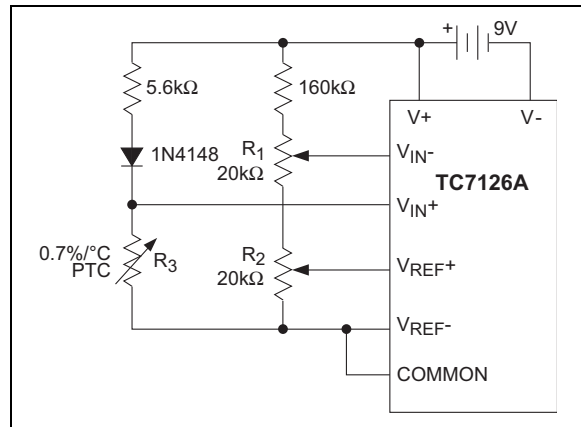 + 9V
5.6kΩ 160kΩ
V+ V-
1N4148 R1
20kΩ
VIN-
TC7126A
VIN+
0.7%/°C
PTC
R3
R2
20kΩ
VREF+
VREF-
COMMON